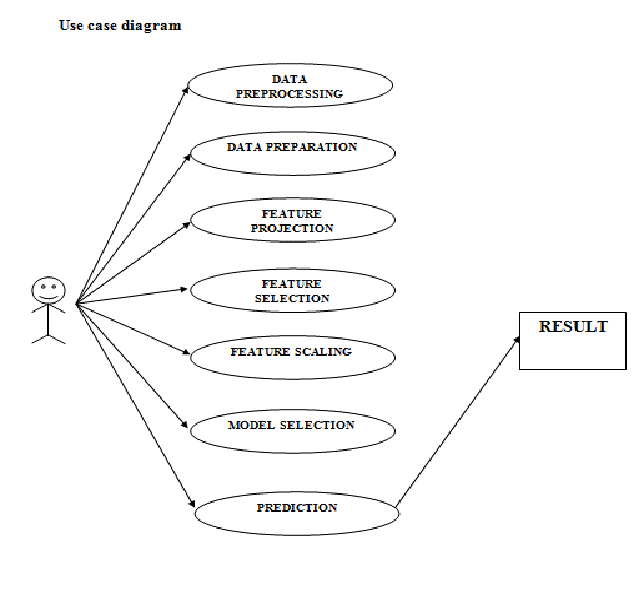 Use case diagram
DATA
PREPROCESSING
DATA PREPARATION
FEATURE
PROJECTION
FEATURE
SELECTION
FEATURE SCALING
MODEL SELECTION
PREDICTION
RESULT